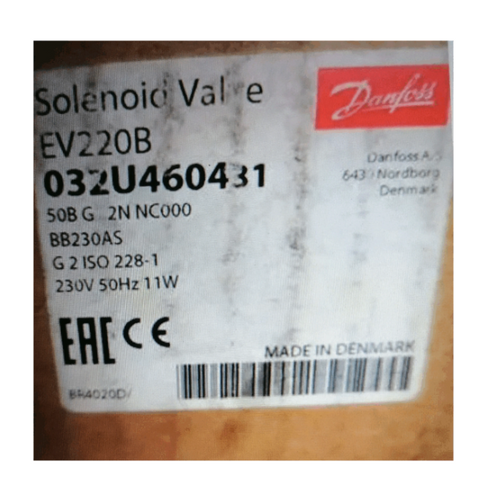 Solenoid Valve
Danfoss
EV220B
032U460431
50B G 2N NC000
BB230AS
G 2 ISO 228-1
230V 50Hz 11W
Danfoss A/S
6430 Nordborg
Denmark
EAC CE
MADE IN DENMARK
BR4020D/